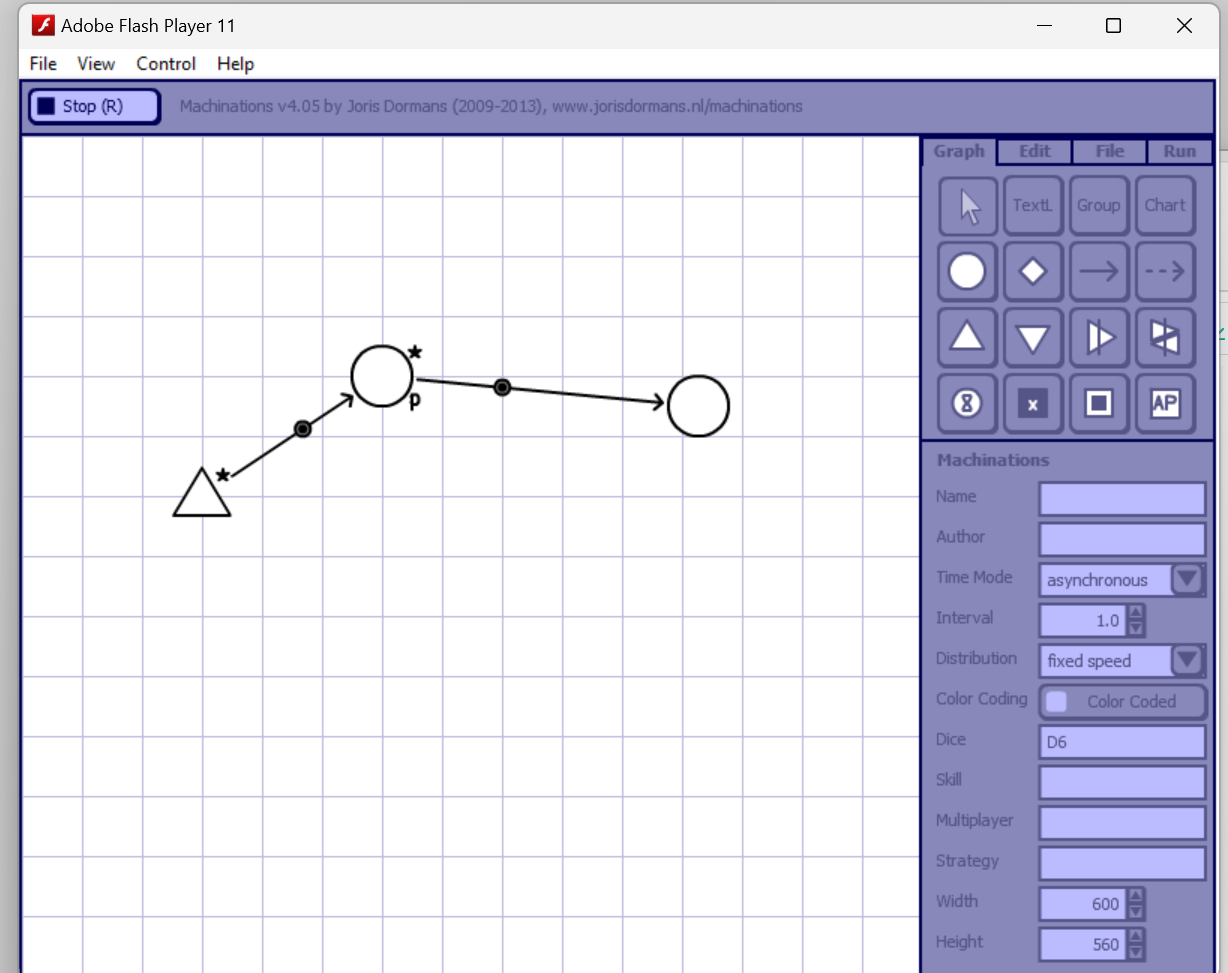 Adobe Flash Player 11
File View Control Help
Stop (R) Machinations v4.05 by Joris Dormans (2009-2013), www.jorisdormans.nl/machinations
Graph Edit File Run
TextL Group Chart
x AP
p
Machinations
Name
Author
Time Mode asynchronous
Interval 1.0
Distribution fixed speed
Color Coding Color Coded
Dice D6
Skill
Multiplayer
Strategy
Width 600
Height 560